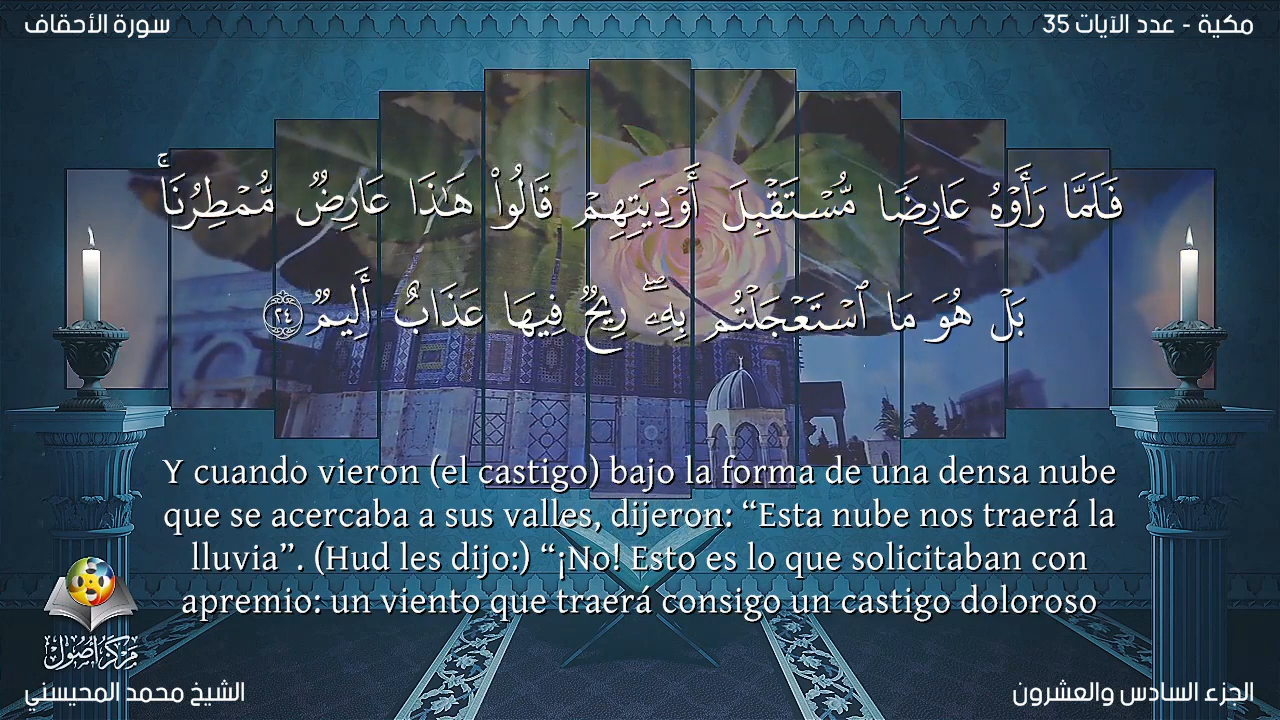 سورة الأحقاف
مكية - عدد الآيات 35
فَلَمَّا رَأَوْهُ عَارِضًا مُّسْتَقْبِلَ أَوْدِيَتِهِمْ قَالُوا۟ هَـٰذَا عَارِضٌ مُّمْطِرُنَا ۚ
بَلْ هُوَ مَا ٱسْتَعْجَلْتُم بِهِۦ ۖ رِيحٌ فِيهَا عَذَابٌ أَلِيمٌ ٢٤
Y cuando vieron (el castigo) bajo la forma de una densa nube
que se acercaba a sus valles, dijeron: “Esta nube nos traerá la
lluvia”. (Hud les dijo:) “¡No! Esto es lo que solicitaban con
apremio: un viento que traerá consigo un castigo doloroso
مركز أصول
الشيخ محمد المحيسني
الجزء السادس والعشرون